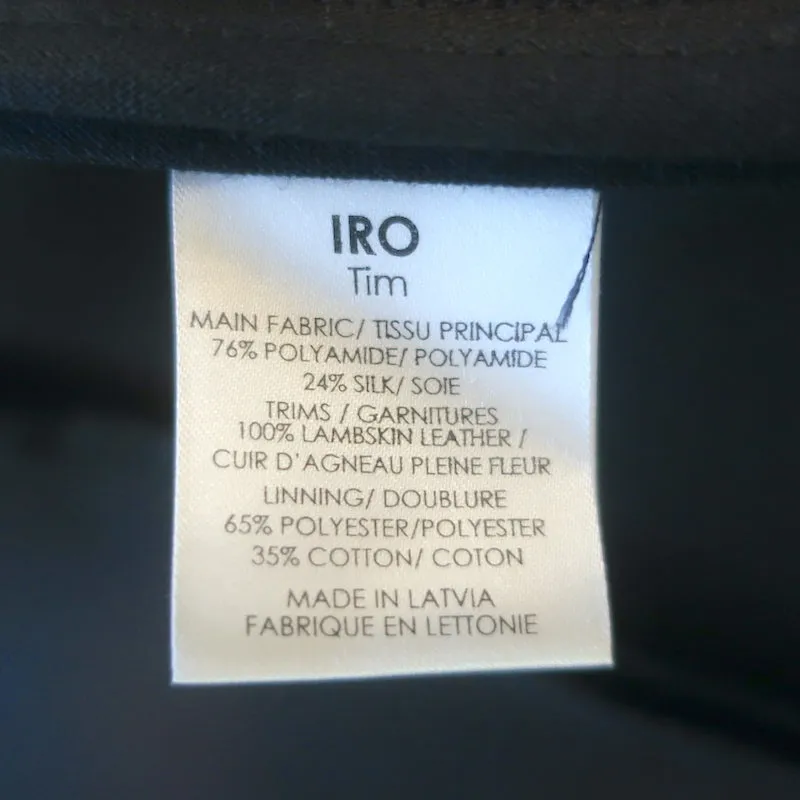 IRO
Tim
MAIN FABRIC/ TISSU PRINCIPAL
76% POLYAMIDE/ POLYAMIDE
24% SILK/ SOIE
TRIMS / GARNITURES
100% LAMBSKIN LEATHER /
CUIR D'AGNEAU PLEINE FLEUR
LINNING/ DOUBLURE
65% POLYESTER/POLYESTER
35% COTTON/ COTON
MADE IN LATVIA
FABRIQUE EN LETTONIE